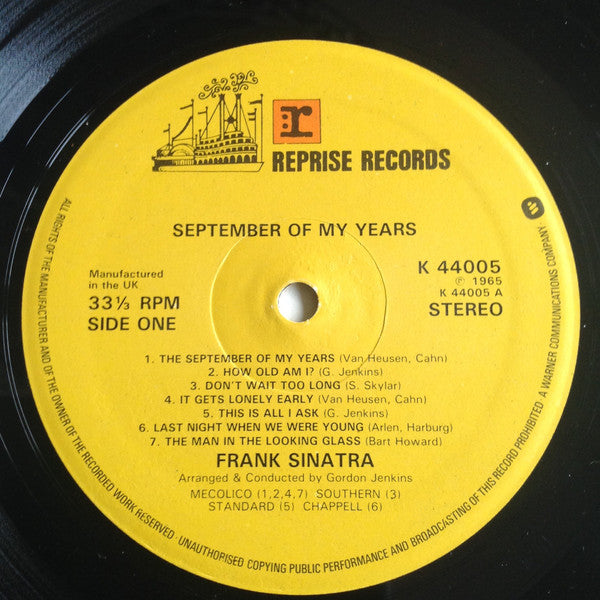 r
REPRISE RECORDS
SEPTEMBER OF MY YEARS
Manufactured
in the UK
33⅓ RPM
SIDE ONE
K 44005
℗ 1965
K 44005 A
STEREO
1. THE SEPTEMBER OF MY YEARS (Van Heusen, Cahn)
2. HOW OLD AM I? (G. Jenkins)
3. DON'T WAIT TOO LONG (S. Skylar)
4. IT GETS LONELY EARLY (Van Heusen, Cahn)
5. THIS IS ALL I ASK (G. Jenkins)
6. LAST NIGHT WHEN WE WERE YOUNG (Arlen, Harburg)
7. THE MAN IN THE LOOKING GLASS (Bart Howard)
FRANK SINATRA
Arranged & Conducted by Gordon Jenkins
MECOLICO (1,2,4,7) SOUTHERN (3)
STANDARD (5) CHAPPELL (6)
ALL RIGHTS OF THE MANUFACTURER AND OF THE OWNER OF THE RECORDED WORK RESERVED · UNAUTHORISED COPYING PUBLIC PERFORMANCE AND BROADCASTING OF THIS RECORD PROHIBITED A WARNER COMMUNICATIONS COMPANY